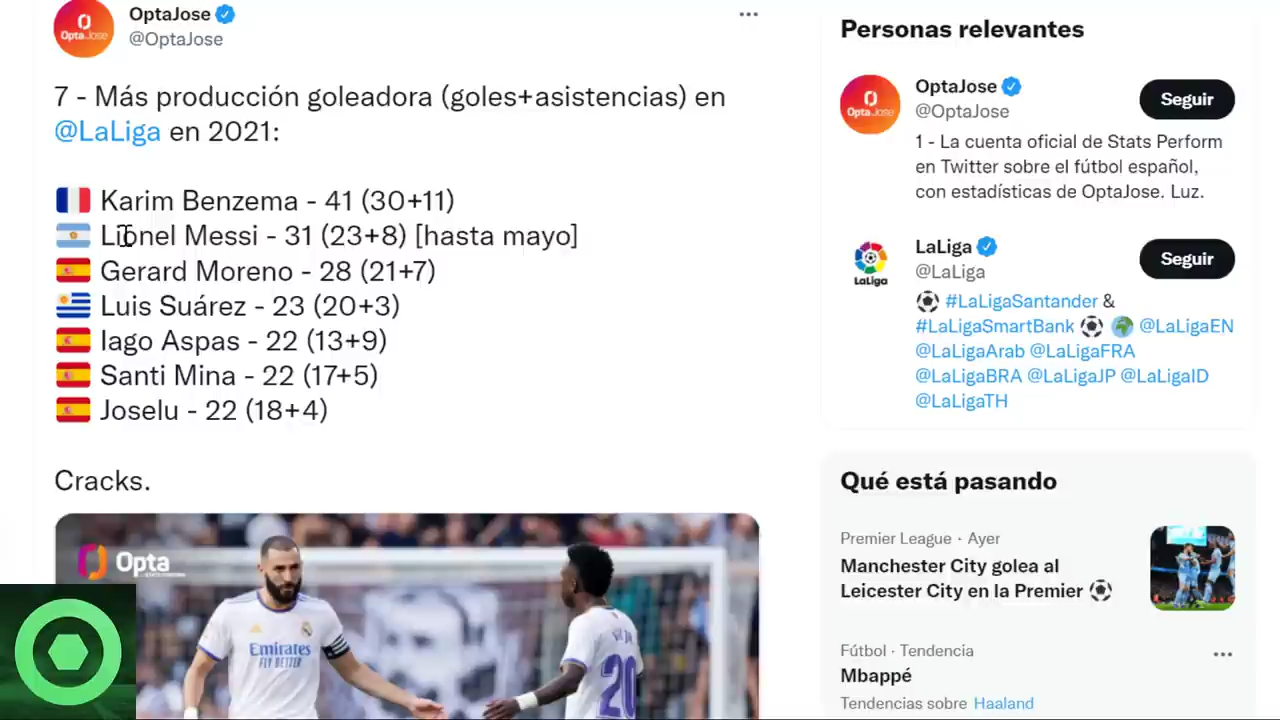 OptaJose
@OptaJose
7 - Más producción goleadora (goles+asistencias) en
@LaLiga en 2021:
Karim Benzema - 41 (30+11)
Lionel Messi - 31 (23+8) [hasta mayo]
Gerard Moreno - 28 (21+7)
Luis Suárez - 23 (20+3)
Iago Aspas - 22 (13+9)
Santi Mina - 22 (17+5)
Joselu - 22 (18+4)
Cracks.
Opta
Emirates
FLY BETTER
20
Personas relevantes
OptaJose
@OptaJose
Seguir
1 - La cuenta oficial de Stats Perform
en Twitter sobre el fútbol español,
con estadísticas de OptaJose. Luz.
LaLiga
@LaLiga
Seguir
#LaLigaSantander &
#LaLigaSmartBank @LaLigaEN
@LaLigaArab @LaLigaFRA
@LaLigaBRA @LaLigaJP @LaLigaID
@LaLigaTH
Qué está pasando
Premier League · Ayer
Manchester City golea al
Leicester City en la Premier
Fútbol · Tendencia
Mbappé
Tendencias sobre Haaland